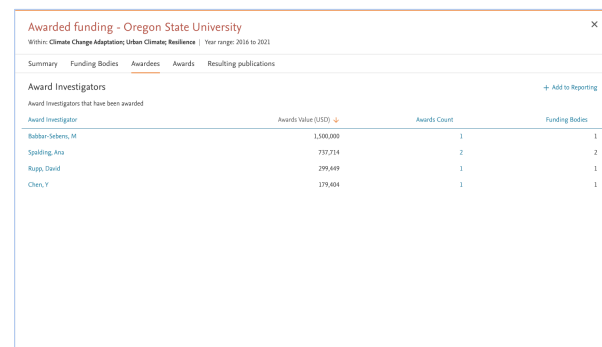 Awarded funding - Oregon State University
Within: Climate Change Adaptation; Urban Climate; Resilience | Year range: 2016 to 2021
Summary Funding Bodies Awardees Awards Resulting publications
Award Investigators + Add to Reporting
Award Investigators that have been awarded
Award Investigator Awards Value (USD) ↓ Awards Count Funding Bodies
Babbar-Sebens, M 1,500,000 1 1
Spalding, Ana 737,714 2 2
Rupp, David 299,449 1 1
Chen, Y 179,404 1 1